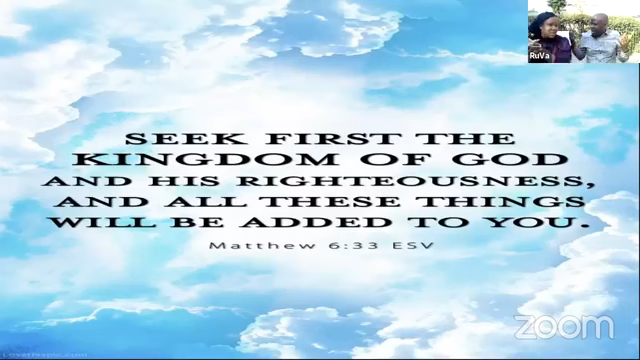 RuVa
SEEK FIRST THE
KINGDOM OF GOD
AND HIS RIGHTEOUSNESS,
AND ALL THESE THINGS
WILL BE ADDED TO YOU.
Matthew 6:33 ESV
zoom